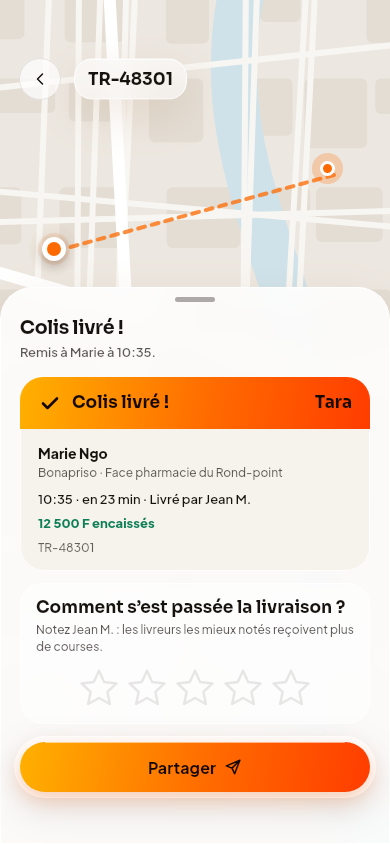 TR-48301
Colis livré !
Remis à Marie à 10:35.
Colis livré ! Tara
Marie Ngo
Bonapriso · Face pharmacie du Rond-point
10:35 · en 23 min · Livré par Jean M.
12 500 F encaissés
TR-48301
Comment s’est passée la livraison ?
Notez Jean M. : les livreurs les mieux notés reçoivent plus
de courses.
Partager